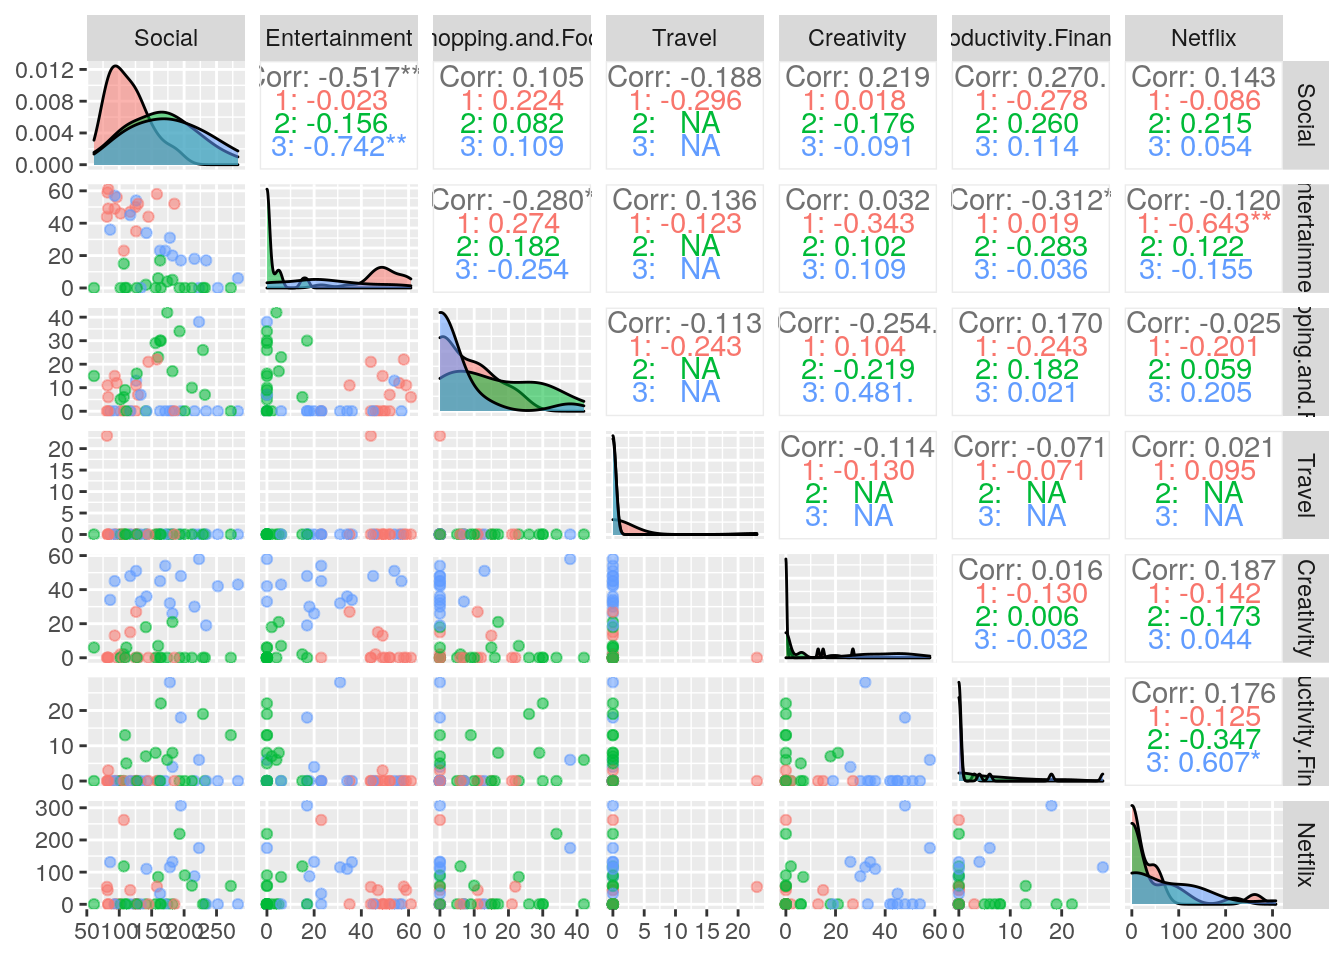 Social Entertainment hopping.and.Foo Travel Creativity oductivity.Finan Netflix
0.012
0.008
0.004
0.000
Corr: -0.517**
1: -0.023
2: -0.156
3: -0.742**
Corr: 0.105
1: 0.224
2: 0.082
3: 0.109
Corr: -0.188
1: -0.296
2: NA
3: NA
Corr: 0.219
1: 0.018
2: -0.176
3: -0.091
Corr: 0.270.
1: -0.278
2: 0.260
3: 0.114
Corr: 0.143
1: -0.086
2: 0.215
3: 0.054
Social
60
40
20
0
Corr: -0.280*
1: 0.274
2: 0.182
3: -0.254
Corr: 0.136
1: -0.123
2: NA
3: NA
Corr: 0.032
1: -0.343
2: 0.102
3: 0.109
Corr: -0.312*
1: 0.019
2: -0.283
3: -0.036
Corr: -0.120
1: -0.643**
2: 0.122
3: -0.155
ntertainme
40
30
20
10
0
Corr: -0.113
1: -0.243
2: NA
3: NA
Corr: -0.254.
1: 0.104
2: -0.219
3: 0.481.
Corr: 0.170
1: -0.243
2: 0.182
3: 0.021
Corr: -0.025
1: -0.201
2: 0.059
3: 0.205
pping.and.F
20
15
10
5
0
Corr: -0.114
1: -0.130
2: NA
3: NA
Corr: -0.071
1: -0.071
2: NA
3: NA
Corr: 0.021
1: 0.095
2: NA
3: NA
Travel
60
40
20
0
Corr: 0.016
1: -0.130
2: 0.006
3: -0.032
Corr: 0.187
1: -0.142
2: -0.173
3: 0.044
Creativity
20
10
0
Corr: 0.176
1: -0.125
2: -0.347
3: 0.607*
uctivity.Fin
300
200
100
0
Netflix
50 100 150 200 250 0 20 40 60 0 10 20 30 40 0 5 10 15 20 0 20 40 60 0 10 20 0 100 200 300